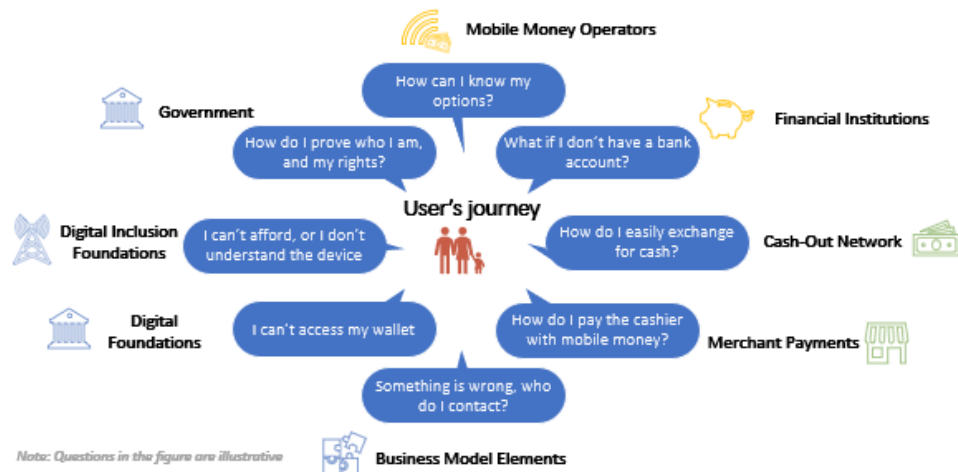 Mobile Money Operators
How can I know my
options?
Government
Financial Institutions
How do I prove who I am,
and my rights?
What if I don't have a bank
account?
User's journey
Digital Inclusion
Foundations
I can't afford, or I don't
understand the device
How do I easily exchange
for cash?
Cash-Out Network
Digital
Foundations
I can't access my wallet
How do I pay the cashier
with mobile money?
Merchant Payments
Something is wrong, who
do I contact?
Note: Questions in the figure are illustrative
Business Model Elements